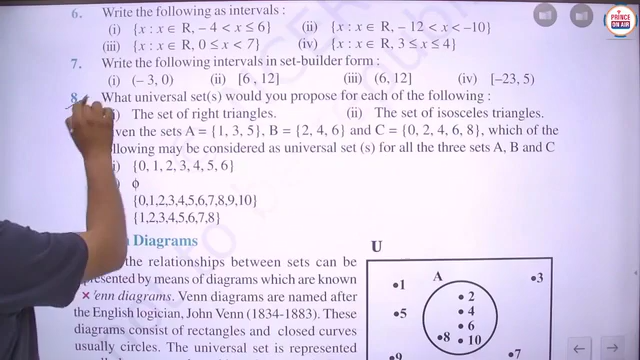 6. Write the following as intervals :
(i) {x : x ∈ R, – 4 < x ≤ 6} (ii) {x : x ∈ R, – 12 < x < –10}
(iii) {x : x ∈ R, 0 ≤ x < 7} (iv) {x : x ∈ R, 3 ≤ x ≤ 4}
7. Write the following intervals in set-builder form :
(i) (– 3, 0) (ii) [6 , 12] (iii) (6, 12] (iv) [–23, 5)
8. What universal set(s) would you propose for each of the following :
The set of right triangles. (ii) The set of isosceles triangles.
the sets A = {1, 3, 5}, B = {2, 4, 6} and C = {0, 2, 4, 6, 8}, which of the
may be considered as universal set (s) for all the three sets A, B and C
{0, 1, 2, 3, 4, 5, 6}
ϕ
{0,1,2,3,4,5,6,7,8,9,10}
{1,2,3,4,5,6,7,8}
Diagrams
the relationships between sets can be
by means of diagrams which are known
diagrams. Venn diagrams are named after
the English logician, John Venn (1834-1883). These
diagrams consist of rectangles and closed curves
usually circles. The universal set is represented
U
A
1
3
5
2
4
6
8
10
7
9
PRINCE
ON AIR